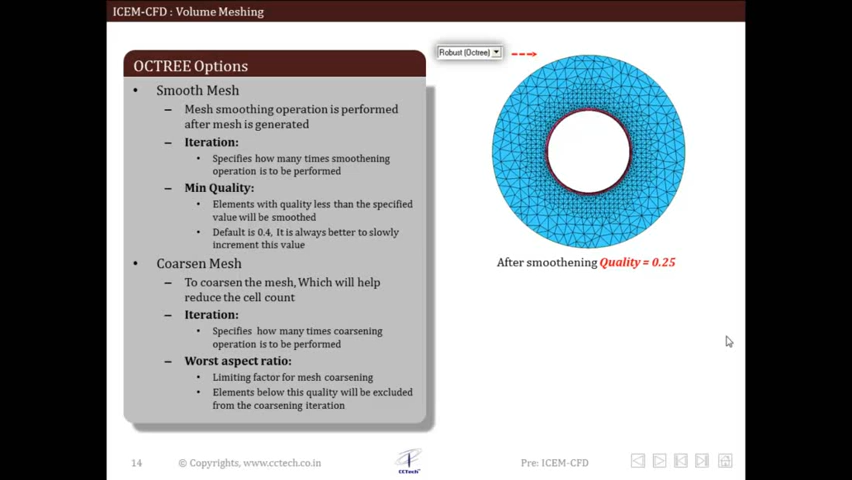 ICEM-CFD : Volume Meshing
Robust (Octree)
OCTREE Options
• Smooth Mesh
– Mesh smoothing operation is performed
after mesh is generated
– Iteration:
• Specifies how many times smoothening
operation is to be performed
– Min Quality:
• Elements with quality less than the specified
value will be smoothed
• Default is 0.4, It is always better to slowly
increment this value
• Coarsen Mesh
– To coarsen the mesh, Which will help
reduce the cell count
– Iteration:
• Specifies how many times coarsening
operation is to be performed
– Worst aspect ratio:
• Limiting factor for mesh coarsening
• Elements below this quality will be excluded
from the coarsening iteration
After smoothening Quality = 0.25
14 © Copyrights, www.cctech.co.in
CCTech
Pre: ICEM-CFD